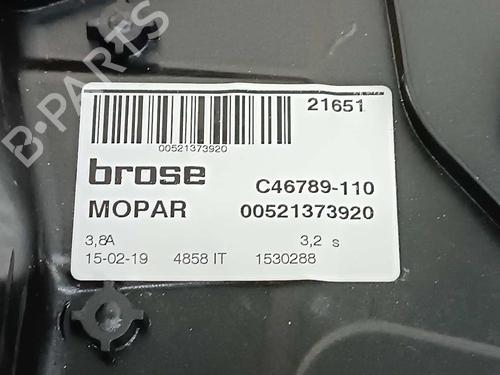 B-PARTS
21651
00521373920
brose
C46789-110
MOPAR 00521373920
3,8A 3,2 s
15-02-19 4858 IT 1530288